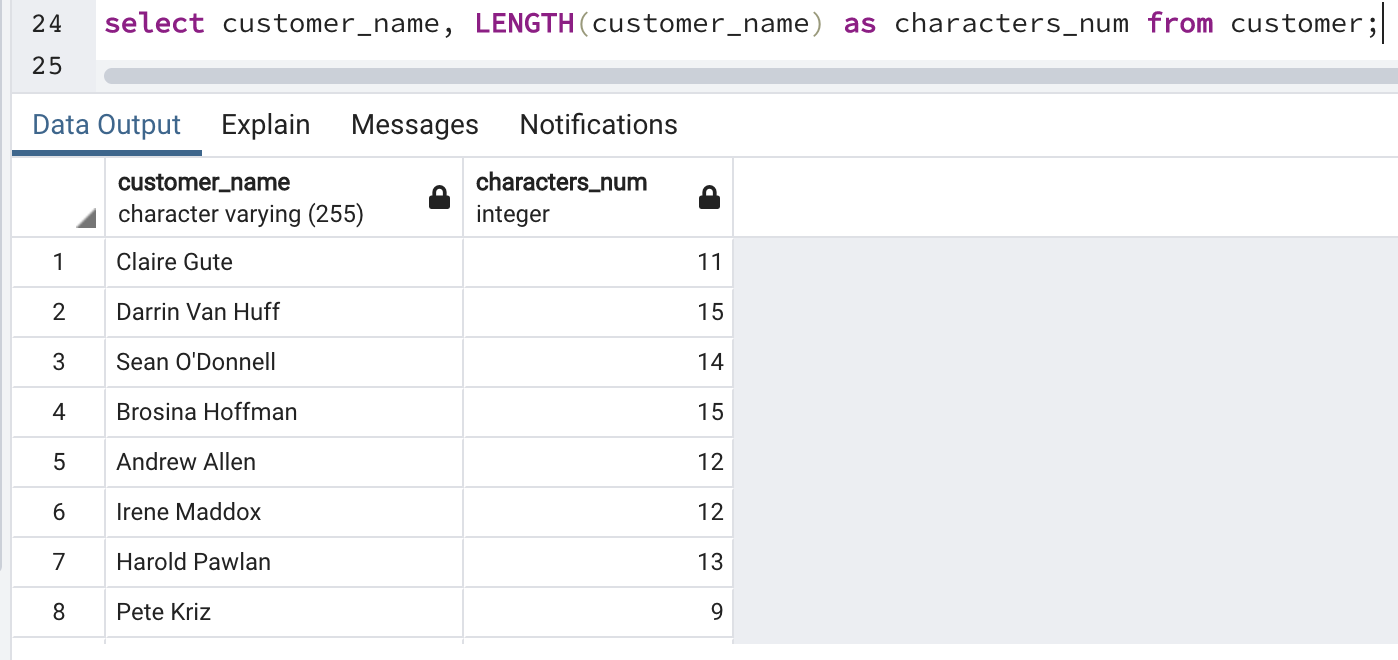 24 select customer_name, LENGTH(customer_name) as characters_num from customer;
25
Data Output Explain Messages Notifications
customer_name characters_num
character varying (255) integer
1 Claire Gute 11
2 Darrin Van Huff 15
3 Sean O'Donnell 14
4 Brosina Hoffman 15
5 Andrew Allen 12
6 Irene Maddox 12
7 Harold Pawlan 13
8 Pete Kriz 9